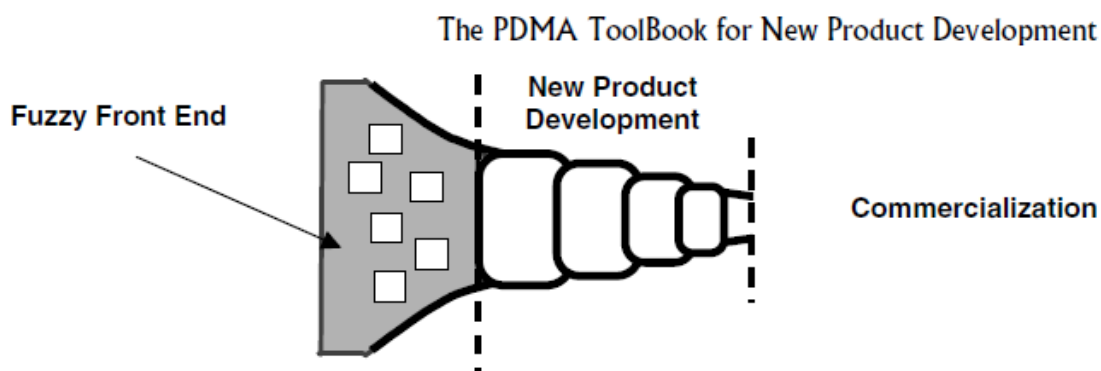 The PDMA ToolBook for New Product Development
New Product
Development
Fuzzy Front End
Commercialization